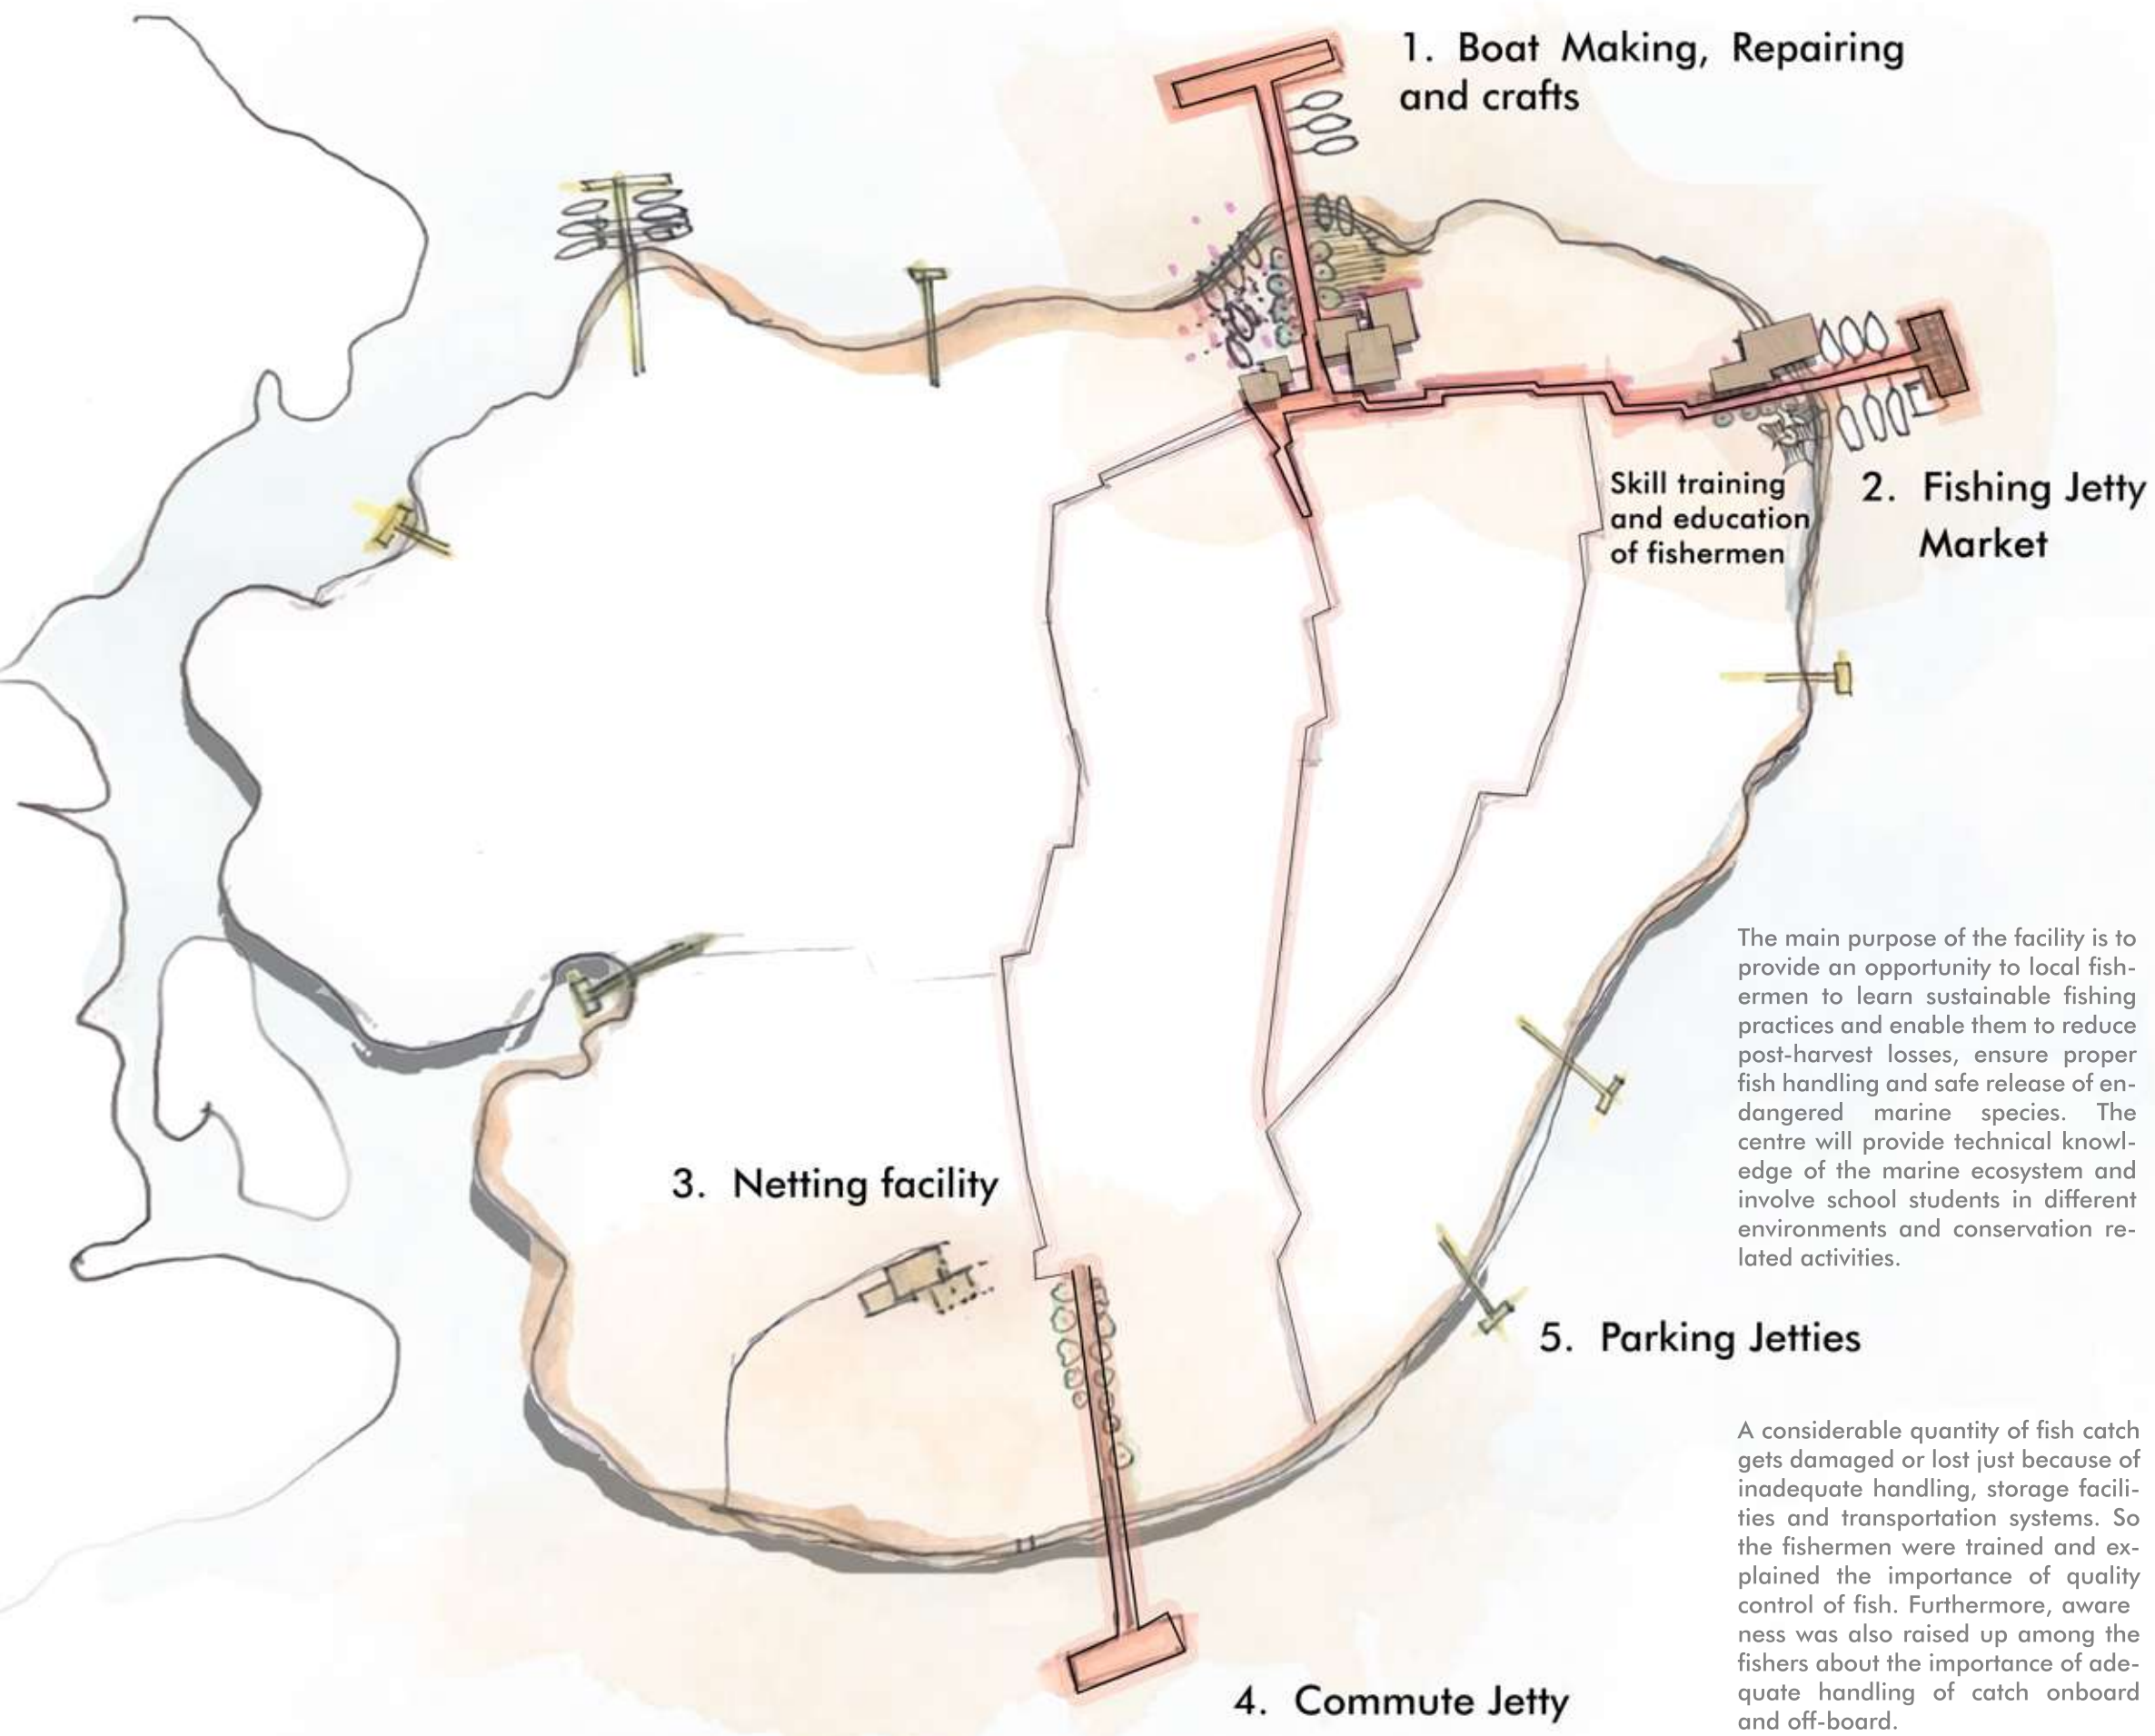 1. Boat Making, Repairing
and crafts
Skill training
and education
of fishermen
2. Fishing Jetty
Market
The main purpose of the facility is to
provide an opportunity to local fish-
ermen to learn sustainable fishing
practices and enable them to reduce
post-harvest losses, ensure proper
fish handling and safe release of en-
dangered marine species. The
centre will provide technical knowl-
edge of the marine ecosystem and
involve school students in different
environments and conservation re-
lated activities.
3. Netting facility
5. Parking Jetties
A considerable quantity of fish catch
gets damaged or lost just because of
inadequate handling, storage facili-
ties and transportation systems. So
the fishermen were trained and ex-
plained the importance of quality
control of fish. Furthermore, aware
ness was also raised up among the
fishers about the importance of ade-
quate handling of catch onboard
and off-board.
4. Commute Jetty